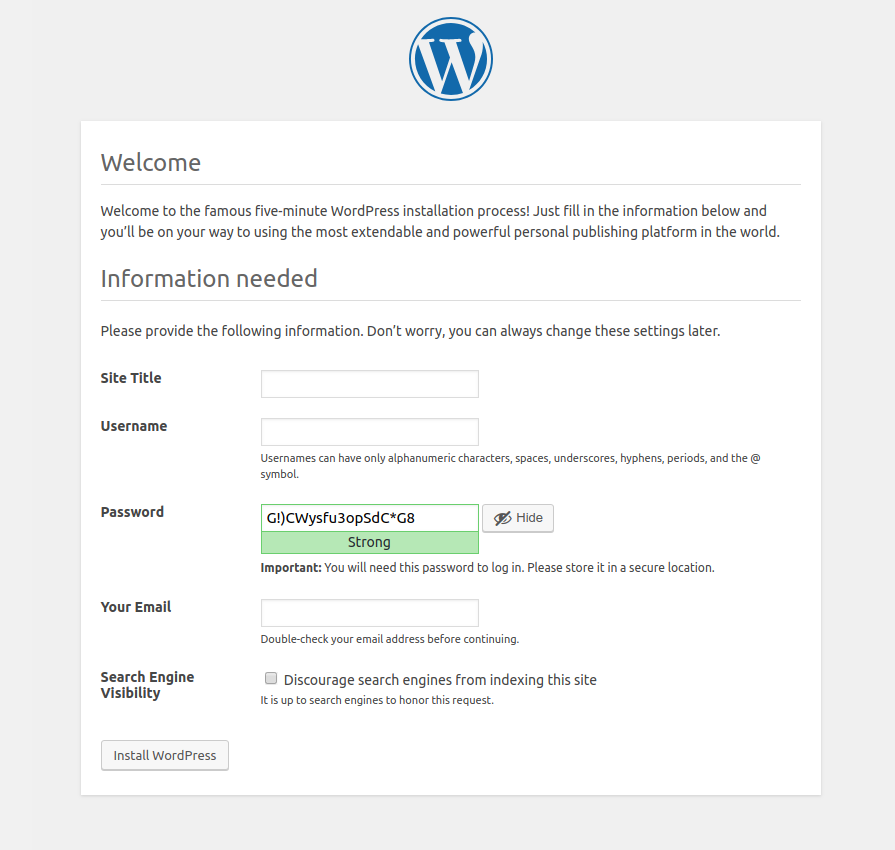 Welcome
Welcome to the famous five-minute WordPress installation process! Just fill in the information below and
you’ll be on your way to using the most extendable and powerful personal publishing platform in the world.
Information needed
Please provide the following information. Don’t worry, you can always change these settings later.
Site Title
Username
Usernames can have only alphanumeric characters, spaces, underscores, hyphens, periods, and the @
symbol.
Password
G!)CWysfu3opSdC*G8
Hide
Strong
Important: You will need this password to log in. Please store it in a secure location.
Your Email
Double-check your email address before continuing.
Search Engine
Visibility
Discourage search engines from indexing this site
It is up to search engines to honor this request.
Install WordPress